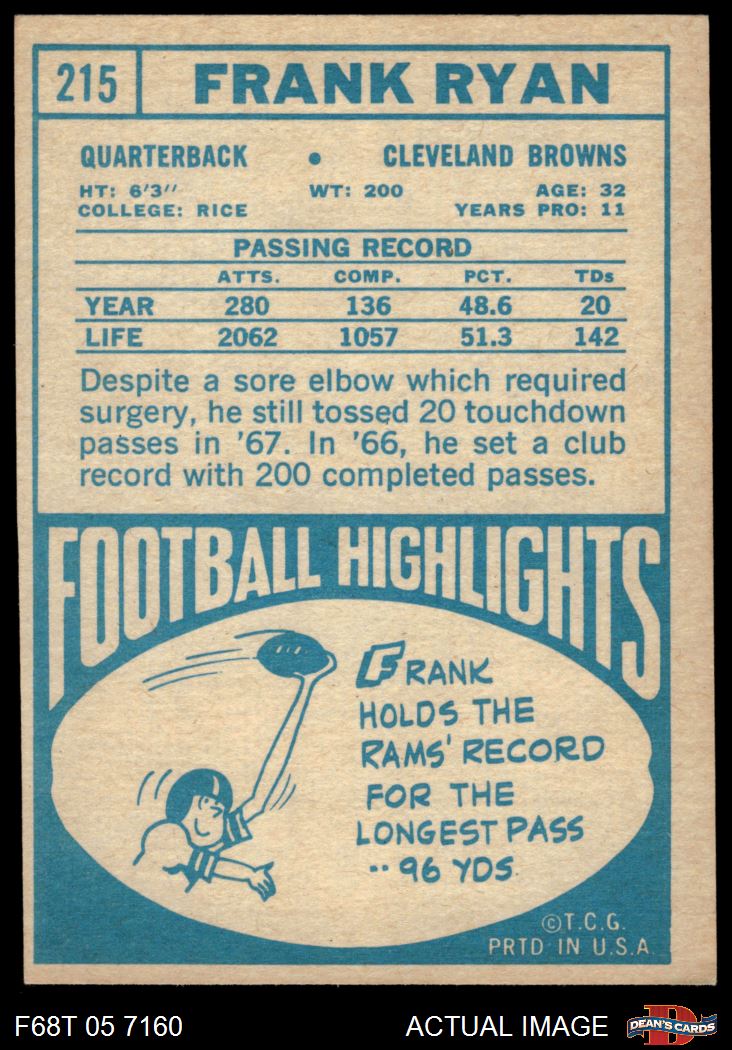 215 FRANK RYAN
QUARTERBACK • CLEVELAND BROWNS
HT: 6'3" WT: 200 AGE: 32
COLLEGE: RICE YEARS PRO: 11
PASSING RECORD
ATTS. COMP. PCT. TDs
YEAR 280 136 48.6 20
LIFE 2062 1057 51.3 142
Despite a sore elbow which required
surgery, he still tossed 20 touchdown
passes in '67. In '66, he set a club
record with 200 completed passes.
FOOTBALL HIGHLIGHTS
FRANK
HOLDS THE
RAMS' RECORD
FOR THE
LONGEST PASS
·· 96 YDS.
©T.C.G.
PRTD IN U.S.A.
F68T 05 7160 ACTUAL IMAGE D DEAN'S CARDS